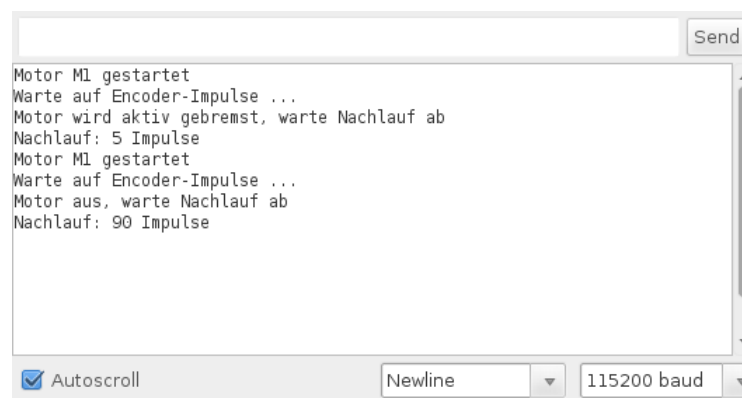 Send
Motor M1 gestartet
Warte auf Encoder-Impulse ...
Motor wird aktiv gebremst, warte Nachlauf ab
Nachlauf: 5 Impulse
Motor M1 gestartet
Warte auf Encoder-Impulse ...
Motor aus, warte Nachlauf ab
Nachlauf: 90 Impulse
Autoscroll Newline 115200 baud